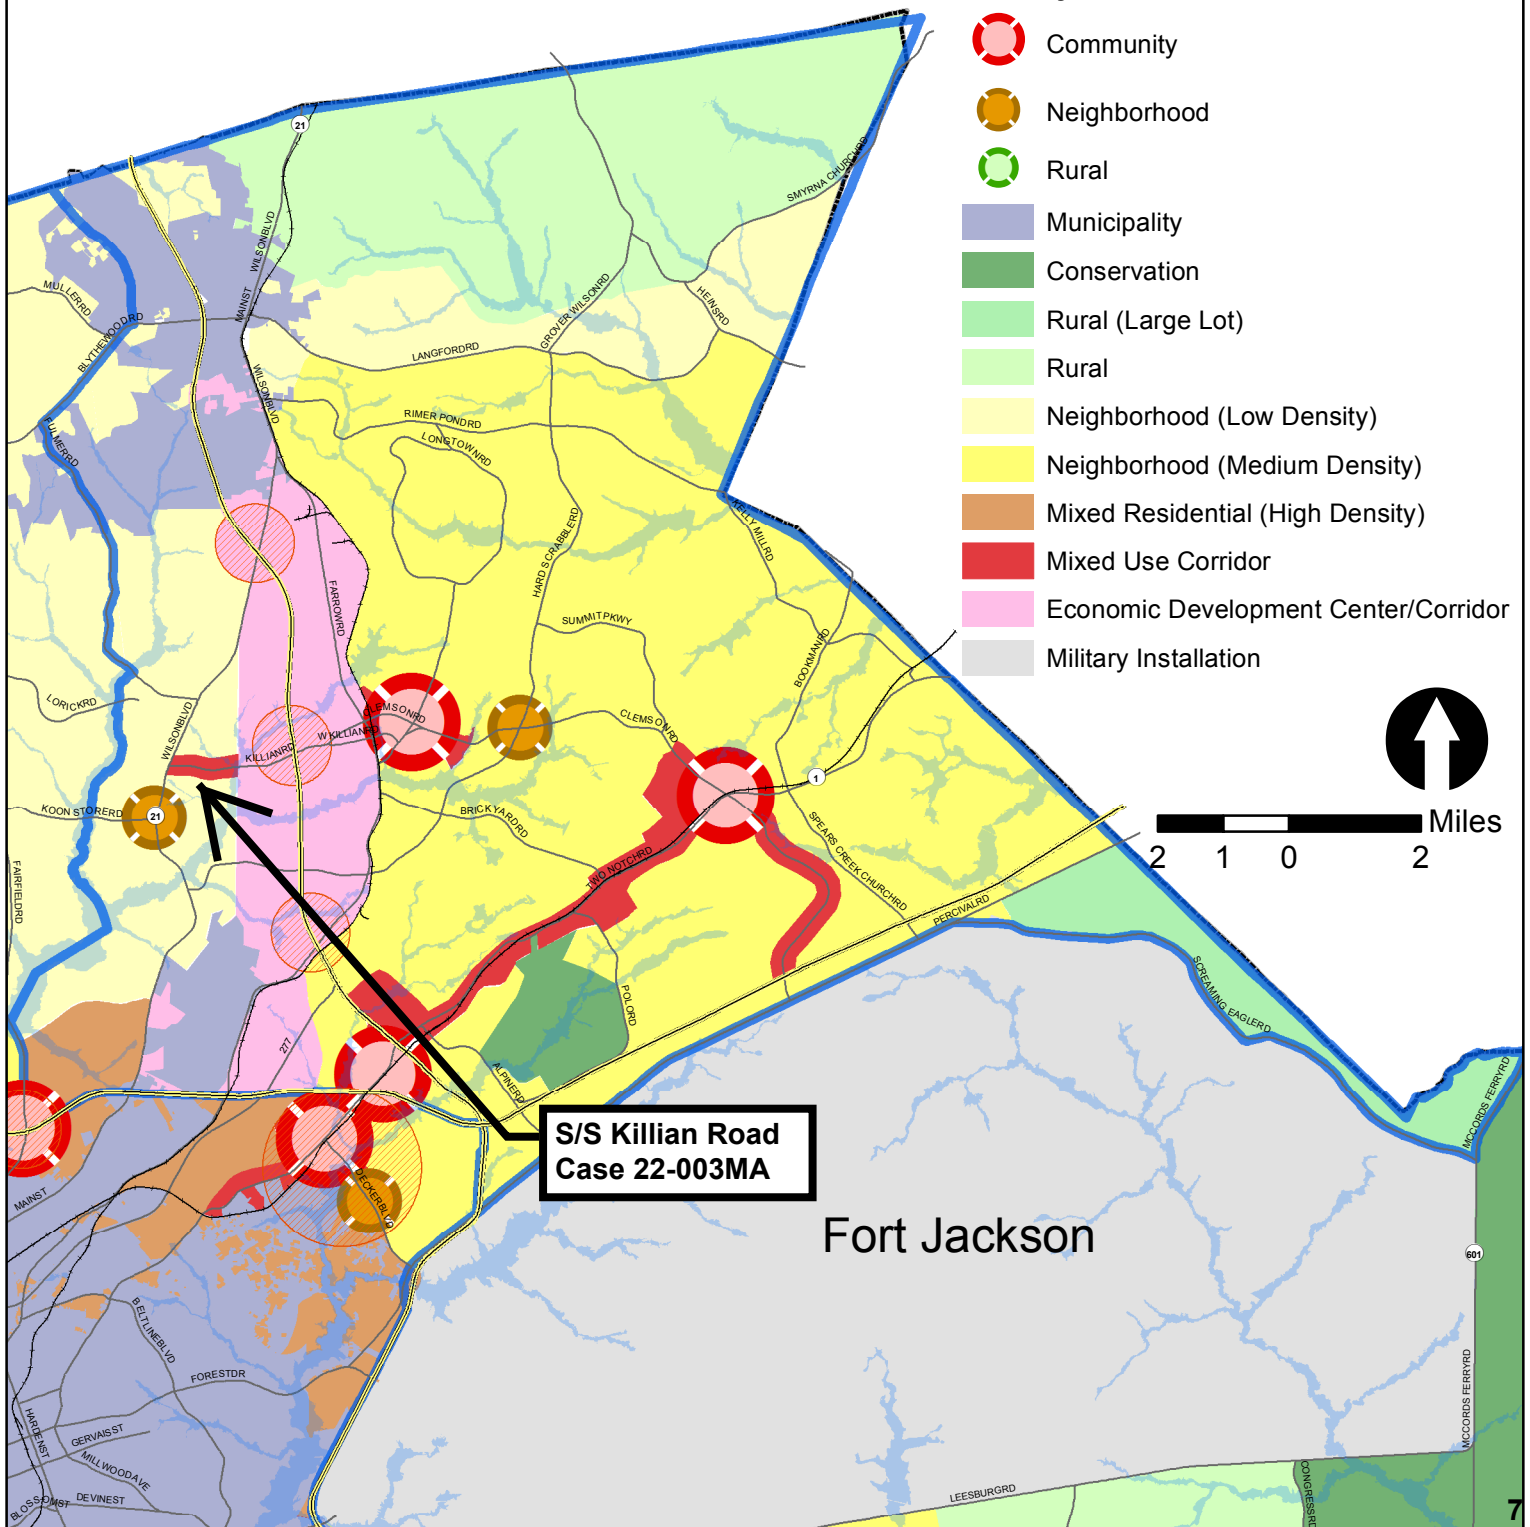 Community
Neighborhood
Rural
Municipality
Conservation
Rural (Large Lot)
Rural
Neighborhood (Low Density)
Neighborhood (Medium Density)
Mixed Residential (High Density)
Mixed Use Corridor
Economic Development Center/Corridor
Military Installation
Miles
2 1 0 2
21
SMYRNA CHURCHRD
WILSONBLVD
MAINST
MULLERRD
BLYTHEWOODRD
GROVER WILSONRD
HEINSRD
LANGFORDRD
WILSONBLVD
RIMER PONDRD
LONGTOWNRD
FULMERRD
KELLY MILLRD
HARD SCRABBLERD
FARROWRD
SUMMITPKWY
BOOKMANRD
LORICKRD
WILSONBLVD
CLEMSONRD
CLEMSONRD
W KILLIANRD
KILLIANRD
1
KOON STORERD
21
BRICKYARDRD
SPEARS CREEKCHURCHRD
TWO NOTCHRD
FAIRFIELDRD
PERCIVALRD
POLORD
SCREAMING EAGLERD
277
ALPINERD
MCCORDS FERRYRD
S/S Killian Road
Case 22-003MA
DECKERBLVD
MAINST
Fort Jackson
601
BELTLINEBLVD
FORESTDR
MCCORDS FERRYRD
HARDENST
GERVAISST
MILLWOODAVE
DEVINEST
BLOSSOMST
LEESBURGRD
CONGRESSRD
7